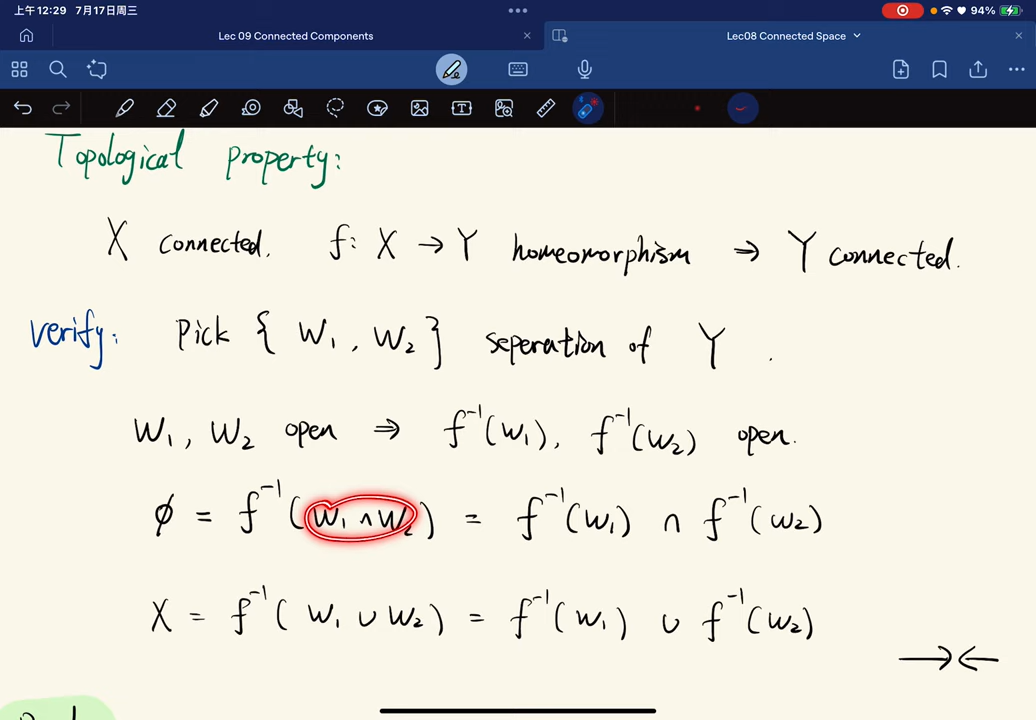 上午12:29 7月17日周三
94%
Lec 09 Connected Components
Lec08 Connected Space
Topological property:
X connected. f: X → Y homeomorphism ⇒ Y connected.
verify: Pick { W₁, W₂ } seperation of Y.
W₁, W₂ open ⇒ f⁻¹(W₁), f⁻¹(W₂) open.
∅ = f⁻¹(W₁ ∩ W₂) = f⁻¹(W₁) ∩ f⁻¹(W₂)
X = f⁻¹(W₁ ∪ W₂) = f⁻¹(W₁) ∪ f⁻¹(W₂)
→←